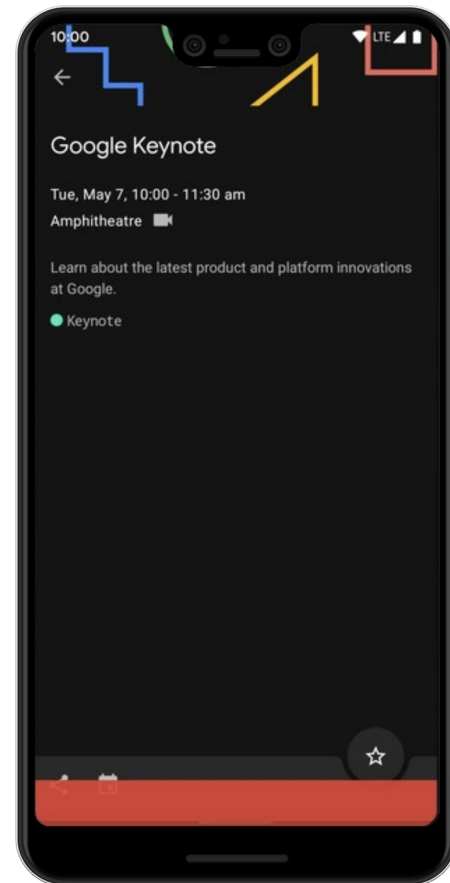 10:00
LTE
Google Keynote
Tue, May 7, 10:00 - 11:30 am
Amphitheatre
Learn about the latest product and platform innovations
at Google.
Keynote